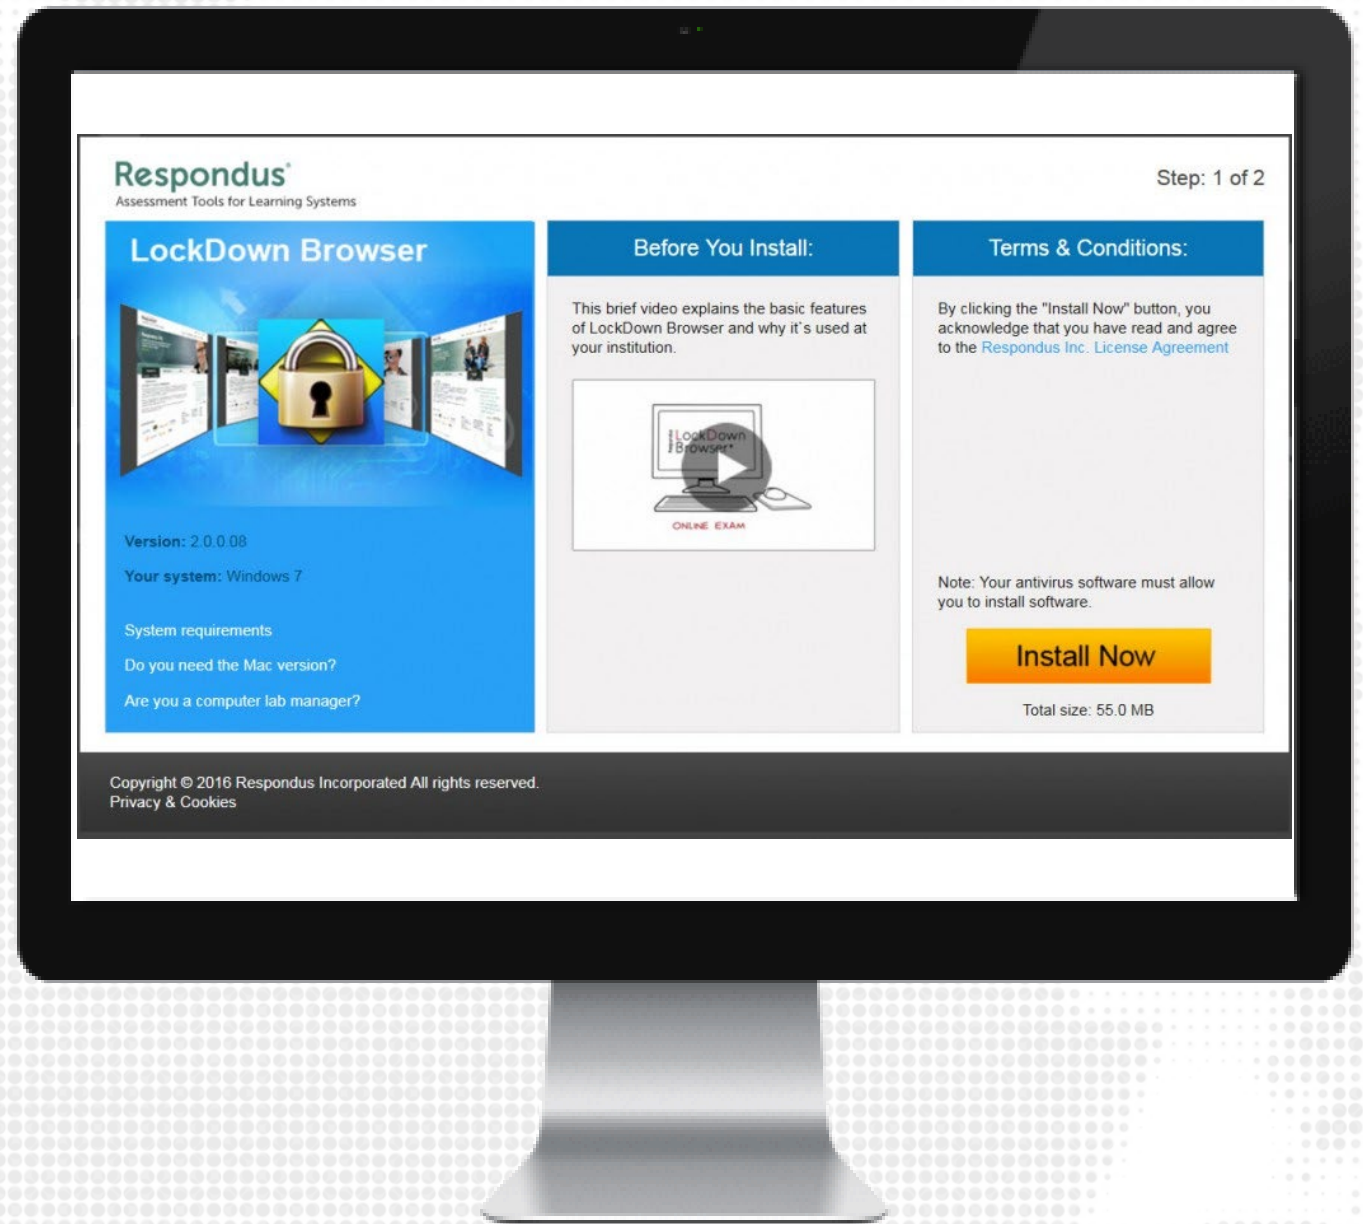 Respondus®
Assessment Tools for Learning Systems
Step: 1 of 2
LockDown Browser
Version: 2.0.0.08
Your system: Windows 7
System requirements
Do you need the Mac version?
Are you a computer lab manager?
Before You Install:
This brief video explains the basic features
of LockDown Browser and why it`s used at
your institution.
LockDown
Browser
ONLINE EXAM
Terms & Conditions:
By clicking the "Install Now" button, you
acknowledge that you have read and agree
to the Respondus Inc. License Agreement
Note: Your antivirus software must allow
you to install software.
Install Now
Total size: 55.0 MB
Copyright © 2016 Respondus Incorporated All rights reserved.
Privacy & Cookies